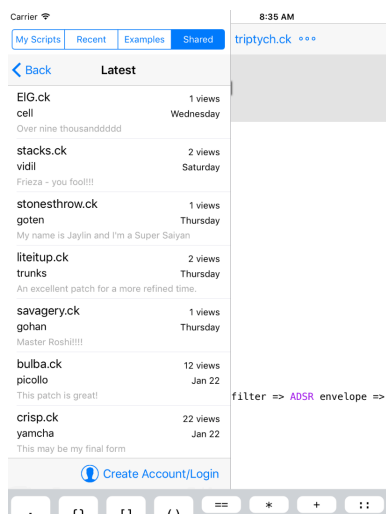 Carrier 8:35 AM
My Scripts Recent Examples Shared
triptych.ck ooo
Back Latest
EIG.ck 1 views
cell Wednesday
Over nine thousanddddd
stacks.ck 2 views
vidil Saturday
Frieza - you fool!!!
stonesthrow.ck 1 views
goten Thursday
My name is Jaylin and I'm a Super Saiyan
liteitup.ck 2 views
trunks Thursday
An excellent patch for a more refined time.
savagery.ck 1 views
gohan Thursday
Master Roshi!!!!
bulba.ck 12 views
picollo Jan 22
This patch is great!
filter => ADSR envelope =>
crisp.ck 22 views
yamcha Jan 22
This may be my final form
Create Account/Login
{} [] () == * + ::